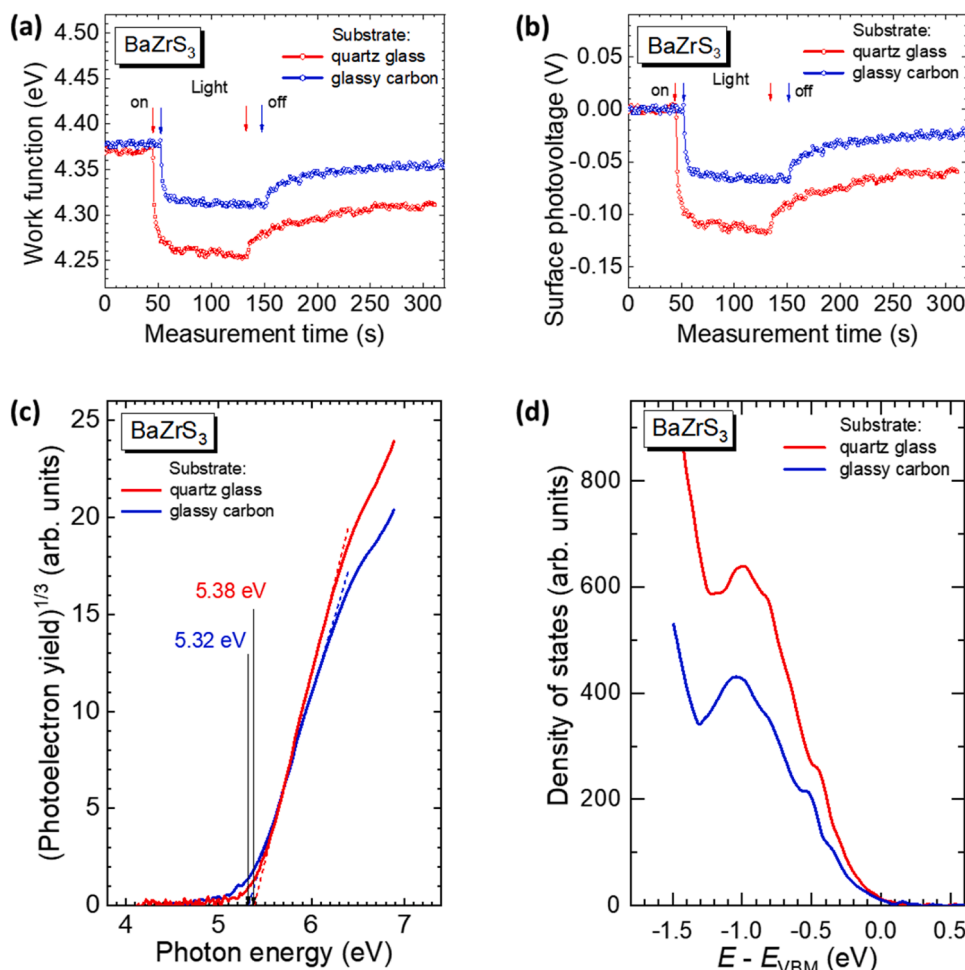 (a)
BaZrS3
Substrate:
quartz glass
glassy carbon
Light
on
off
4.50
4.45
4.40
4.35
4.30
4.25
0 50 100 150 200 250 300
Work function (eV)
Measurement time (s)
(b)
BaZrS3
Substrate:
quartz glass
glassy carbon
Light
on
off
0.05
0.00
-0.05
-0.10
-0.15
0 50 100 150 200 250 300
Surface photovoltage (V)
Measurement time (s)
(c)
BaZrS3
Substrate:
quartz glass
glassy carbon
5.38 eV
5.32 eV
25
20
15
10
5
0
4 5 6 7
(Photoelectron yield)1/3 (arb. units)
Photon energy (eV)
(d)
BaZrS3
Substrate:
quartz glass
glassy carbon
800
600
400
200
0
-1.5 -1.0 -0.5 0.0 0.5
Density of states (arb. units)
E - EVBM (eV)